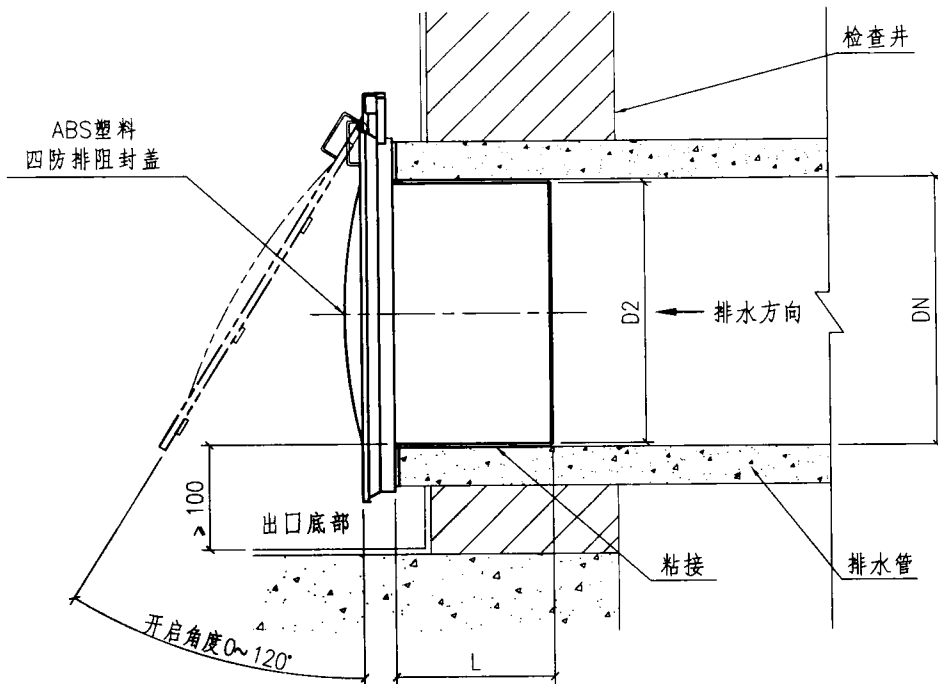 检查井
ABS塑料
四防排阻封盖
D2
排水方向
DN
>100
出口底部
粘接
排水管
开启角度0~120°
L